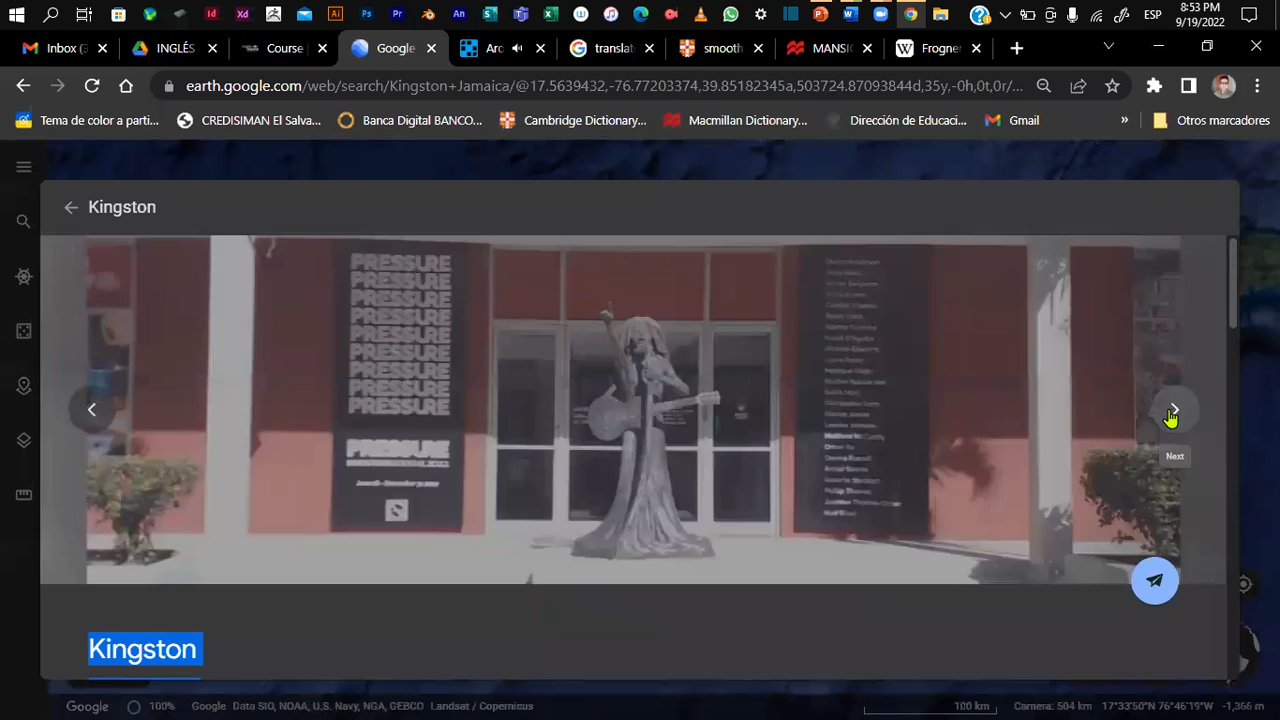 8:53 PM
ESP
9/19/2022
Inbox (3
INGLÉS
Course
Google
Arc
translat
smooth
MANSI
Frogner
earth.google.com/web/search/Kingston+Jamaica/@17.5639432,-76.77203374,39.85182345a,503724.87093844d,35y,-0h,0t,0r/...
Tema de color a parti...
CREDISIMAN El Salva...
Banca Digital BANCO...
Cambridge Dictionary...
Macmillan Dictionary...
Dirección de Educaci...
Gmail
»
Otros marcadores
Kingston
PRESSURE
PRESSURE
PRESSURE
PRESSURE
PRESSURE
PRESSURE
PRESSURE
PRESSURE
PRESSURE
PRESSURE
Next
Kingston
Google
100%
Google
Data SIO, NOAA, U.S. Navy, NGA, GEBCO
Landsat / Copernicus
100 km
Camera: 504 km
17°33'50"N 76°46'19"W
-1,366 m